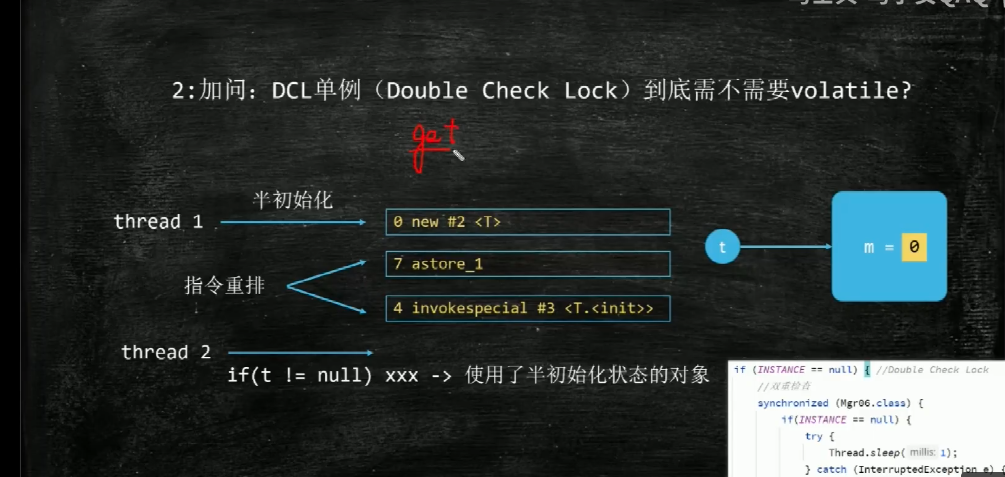 2:加问：DCL单例（Double Check Lock）到底需不需要volatile?
get
半初始化
thread 1
0 new #2 <T>
t
m = 0
7 astore_1
指令重排
4 invokespecial #3 <T.<init>>
thread 2
if(t != null) xxx -> 使用了半初始化状态的对象
if (INSTANCE == null) { //Double Check Lock
//双重检查
synchronized (Mgr06.class) {
if(INSTANCE == null) {
try {
Thread.sleep( millis: 1);
} catch (InterruptedException e) {